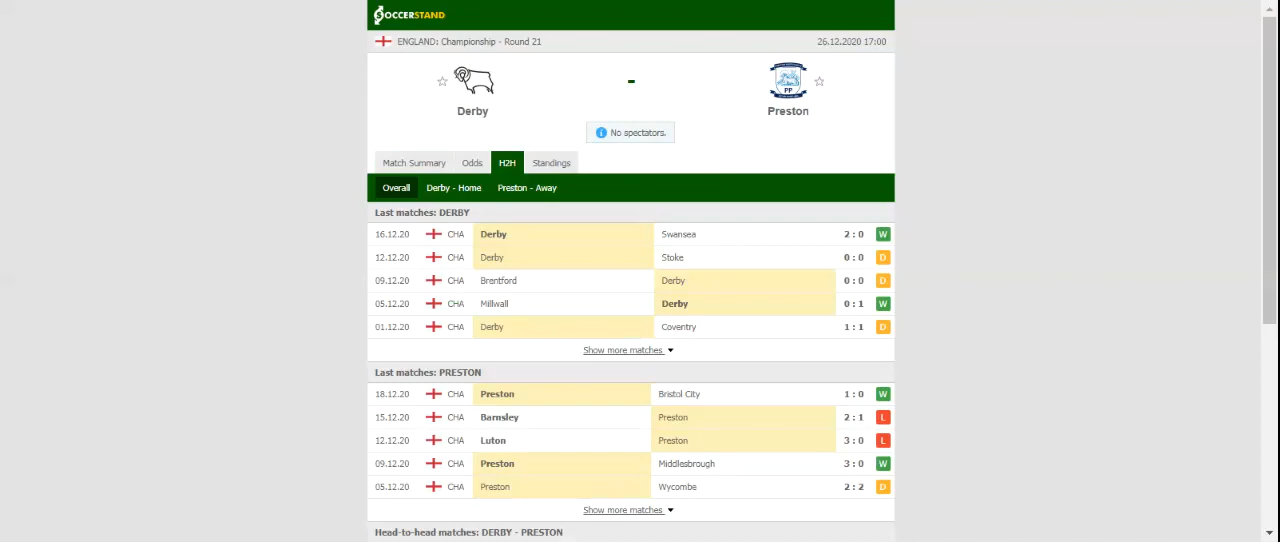 SOCCERSTAND
ENGLAND: Championship - Round 21 26.12.2020 17:00
-
PP
Derby Preston
No spectators.
Match Summary Odds H2H Standings
Overall Derby - Home Preston - Away
Last matches: DERBY
16.12.20 CHA Derby Swansea 2 : 0 W
12.12.20 CHA Derby Stoke 0 : 0 D
09.12.20 CHA Brentford Derby 0 : 0 D
05.12.20 CHA Millwall Derby 0 : 1 W
01.12.20 CHA Derby Coventry 1 : 1 D
Show more matches
Last matches: PRESTON
18.12.20 CHA Preston Bristol City 1 : 0 W
15.12.20 CHA Barnsley Preston 2 : 1 L
12.12.20 CHA Luton Preston 3 : 0 L
09.12.20 CHA Preston Middlesbrough 3 : 0 W
05.12.20 CHA Preston Wycombe 2 : 2 D
Show more matches
Head-to-head matches: DERBY - PRESTON